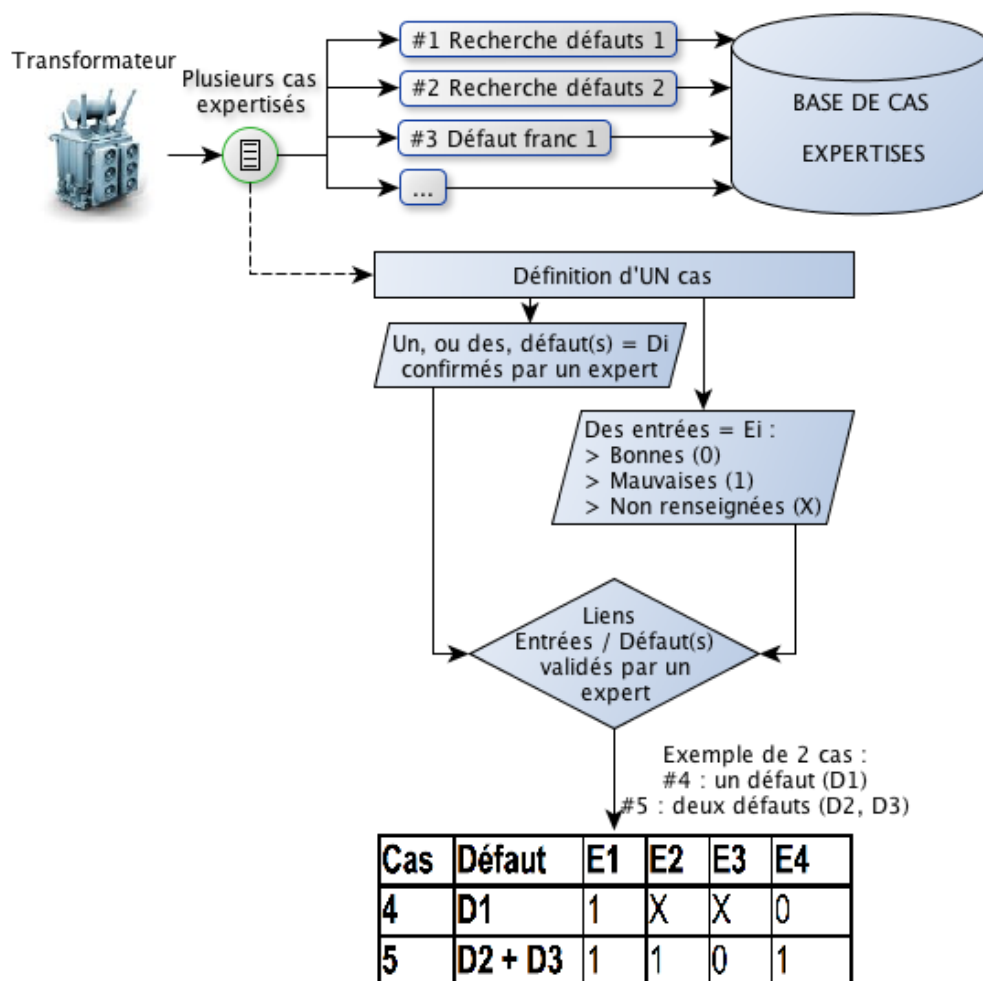 Transformateur
Plusieurs cas
expertisés
#1 Recherche défauts 1
#2 Recherche défauts 2
#3 Défaut franc 1
...
BASE DE CAS
EXPERTISES
Définition d'UN cas
Un, ou des, défaut(s) = Di
confirmés par un expert
Des entrées = Ei :
> Bonnes (0)
> Mauvaises (1)
> Non renseignées (X)
Liens
Entrées / Défaut(s)
validés par un
expert
Exemple de 2 cas :
#4 : un défaut (D1)
#5 : deux défauts (D2, D3)
Cas Défaut E1 E2 E3 E4
4 D1 1 X X 0
5 D2 + D3 1 1 0 1